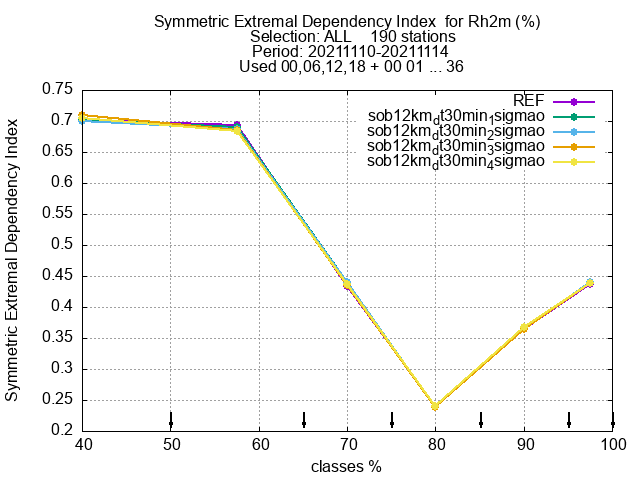 Symmetric Extremal Dependency Index  for Rh2m (%)
Selection: ALL    190 stations
Period: 20211110-20211114
Used 00,06,12,18 + 00 01 ... 36
REF
sob12km_dt30min_1sigmao
sob12km_dt30min_2sigmao
sob12km_dt30min_3sigmao
sob12km_dt30min_4sigmao
Symmetric Extremal Dependency Index
0.75
0.7
0.65
0.6
0.55
0.5
0.45
0.4
0.35
0.3
0.25
0.2
40 50 60 70 80 90 100
classes %